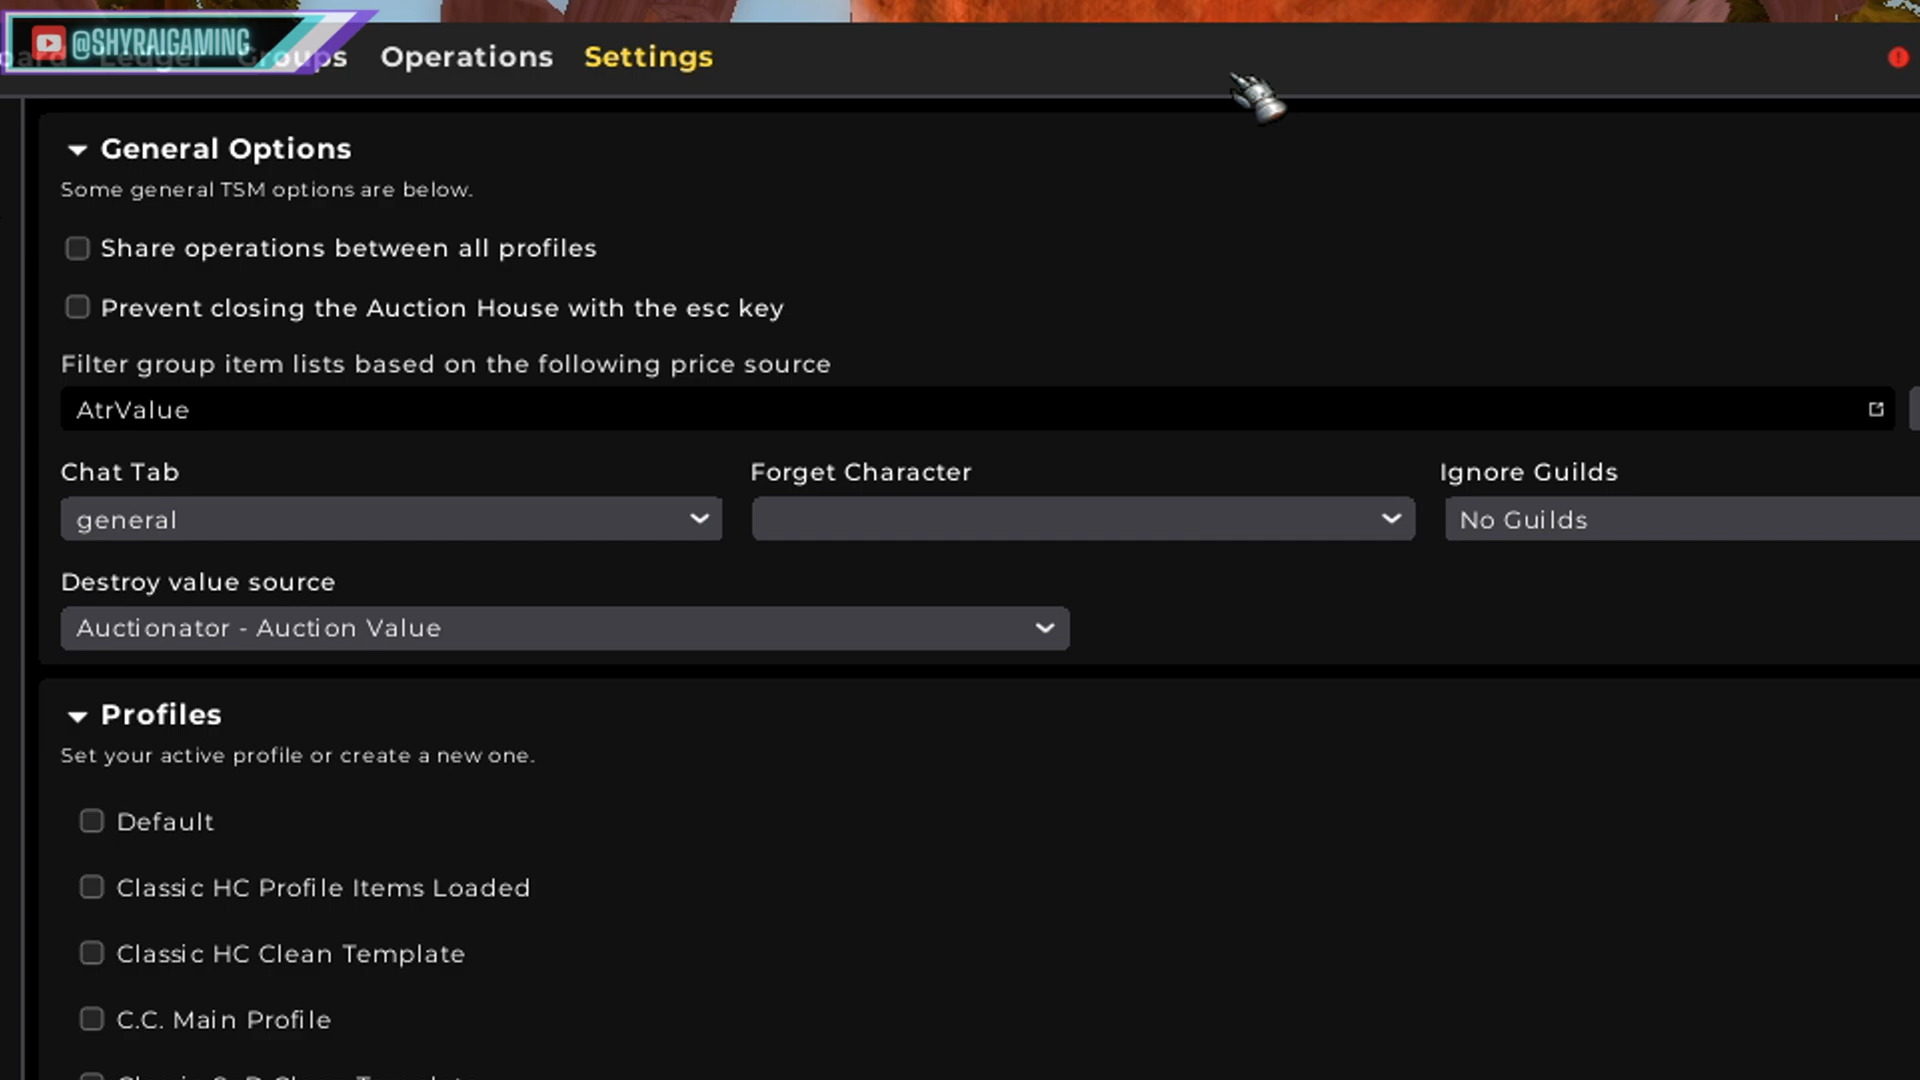 @SHYRAIGAMING
Ledger Groups Operations Settings
General Options
Some general TSM options are below.
Share operations between all profiles
Prevent closing the Auction House with the esc key
Filter group item lists based on the following price source
AtrValue
Chat Tab Forget Character Ignore Guilds
general No Guilds
Destroy value source
Auctionator - Auction Value
Profiles
Set your active profile or create a new one.
Default
Classic HC Profile Items Loaded
Classic HC Clean Template
C.C. Main Profile